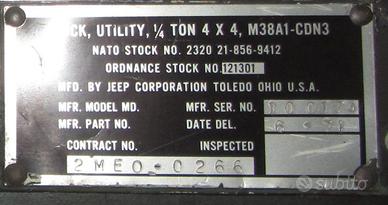 CK, UTILITY, ¼ TON 4 X 4, M38A1-CDN3
NATO STOCK NO. 2320 21-856-9412
ORDNANCE STOCK NO. 121301
MFD. BY JEEP CORPORATION TOLEDO OHIO U.S.A.
MFR. MODEL MD. MFR. SER. NO.
MFR. PART NO. DATE DEL.
CONTRACT NO. INSPECTED
2MEO-0266
subito